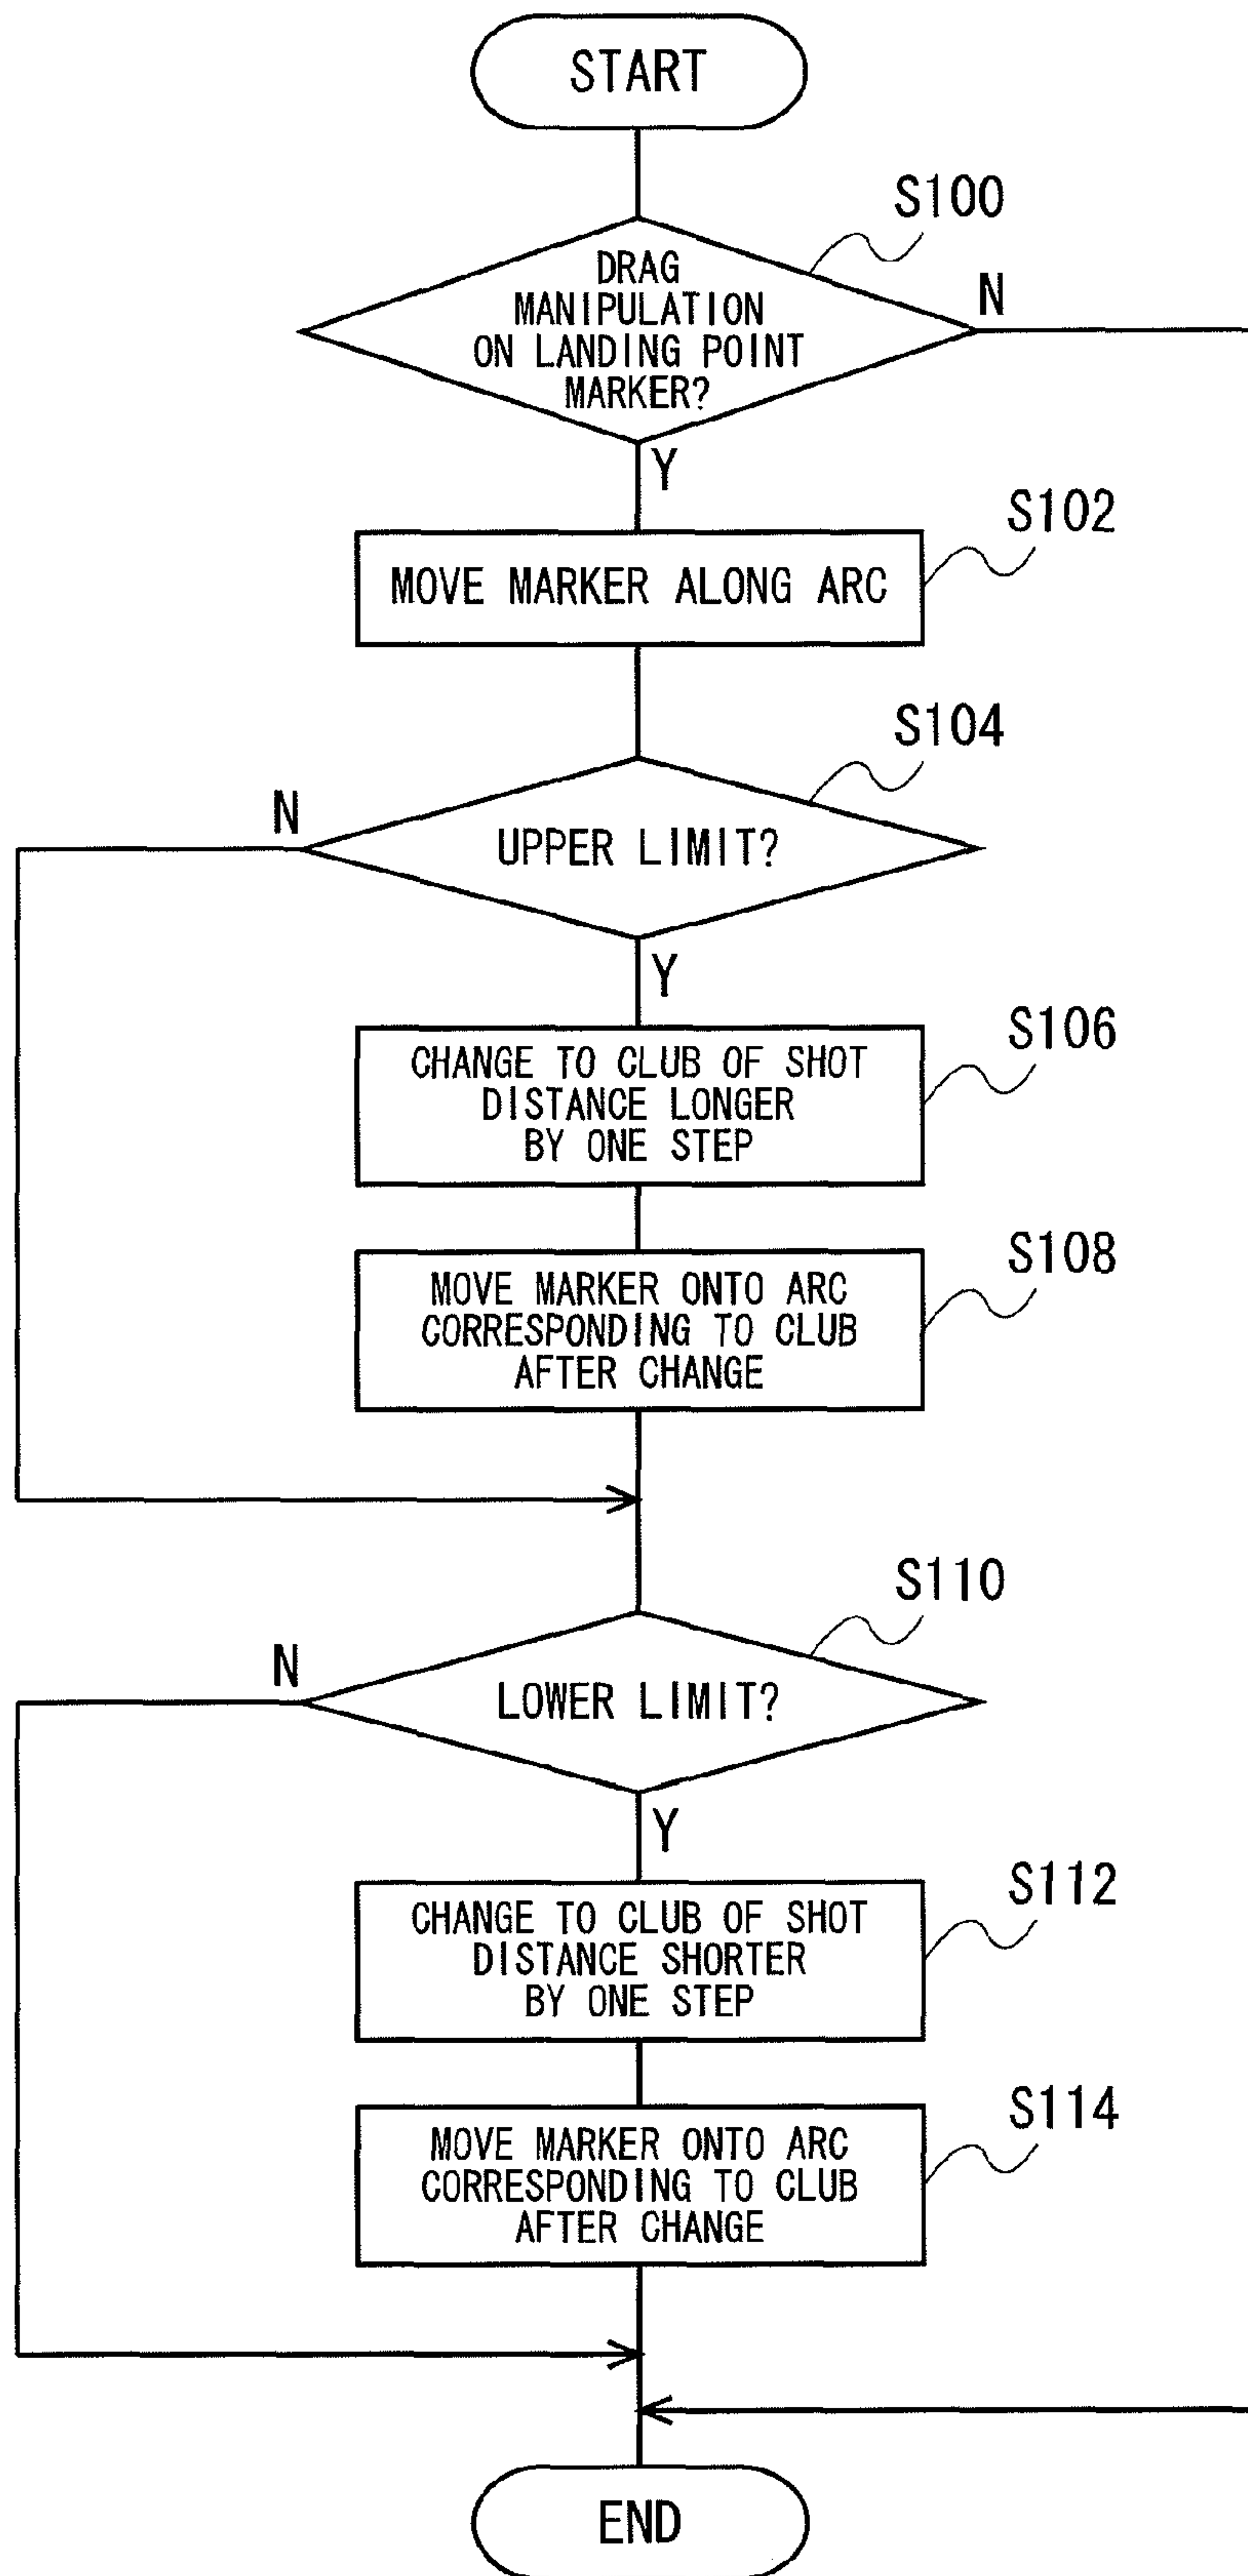 START
S100
DRAG
MANIPULATION
ON LANDING POINT
MARKER?
N
Y
S102
MOVE MARKER ALONG ARC
S104
N
UPPER LIMIT?
Y
S106
CHANGE TO CLUB OF SHOT
DISTANCE LONGER
BY ONE STEP
S108
MOVE MARKER ONTO ARC
CORRESPONDING TO CLUB
AFTER CHANGE
S110
N
LOWER LIMIT?
Y
S112
CHANGE TO CLUB OF SHOT
DISTANCE SHORTER
BY ONE STEP
S114
MOVE MARKER ONTO ARC
CORRESPONDING TO CLUB
AFTER CHANGE
END